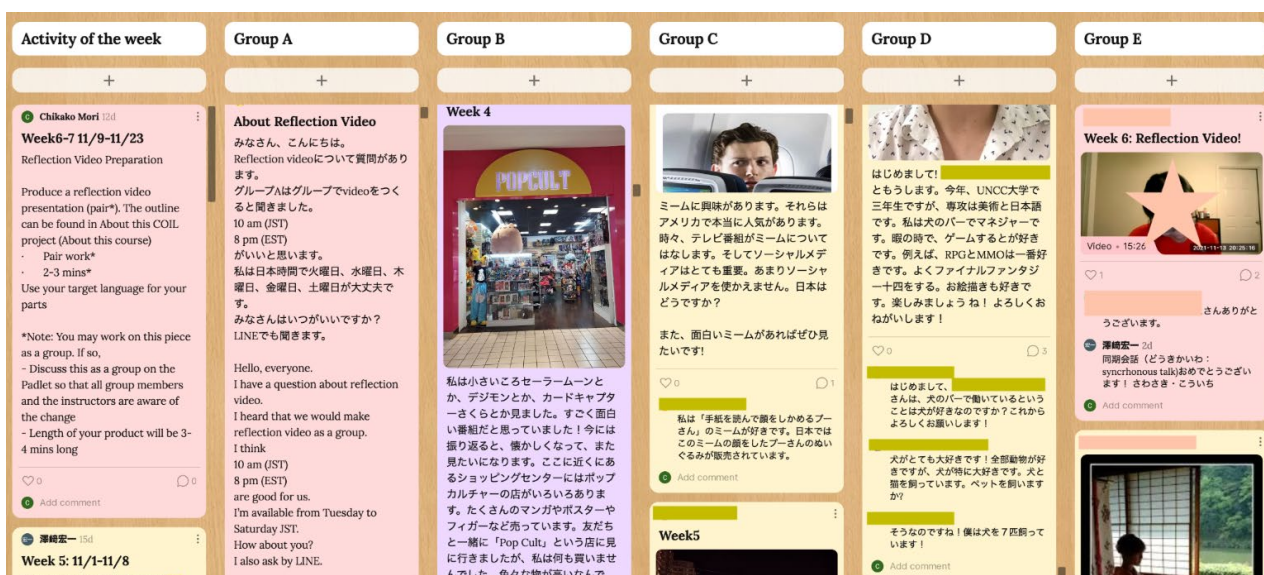 Activity of the week
+
Chikako Mori 12d
Week6-7 11/9-11/23
Reflection Video Preparation
Produce a reflection video
presentation (pair*). The outline
can be found in About this COIL
project (About this course)
· Pair work*
· 2-3 mins*
Use your target language for your
parts
*Note: You may work on this piece
as a group. If so,
- Discuss this as a group on the
Padlet so that all group members
and the instructors are aware of
the change
- Length of your product will be 3-
4 mins long
0
0
C Add comment
澤崎宏一 15d
Week 5: 11/1-11/8
Group A
+
About Reflection Video
みなさん、こんにちは。
Reflection videoについて質問があり
ます。
グループAはグループでvideoをつく
ると聞きました。
10 am (JST)
8 pm (EST)
がいいと思います。
私は日本時間で火曜日、水曜日、木
曜日、金曜日、土曜日が大丈夫で
す。
みなさんはいつがいいですか？
LINEでも聞きます。
Hello, everyone.
I have a question about reflection
video.
I heard that we would make
reflection video as a group.
I think
10 am (JST)
8 pm (EST)
are good for us.
I'm available from Tuesday to
Saturday JST.
How about you?
I also ask by LINE.
Group B
+
Week 4
POPCULT
私は小さいころセーラームーンと
か、デジモンとか、カードキャプタ
ーさくらとか見ました。すごく面白
い番組だと思っていました！今には
振り返ると、懐かしくなって、また
見たいになります。ここに近くにあ
るショッピングセンターにはポップ
カルチャーの店がいろいろありま
す。たくさんのマンガやポスターや
フィガーなど売っています。友だち
と一緒に「Pop Cult」という店に見
に行きましたが、私は何も買いませ
んでした。色々な物が高いなんで
Group C
+
ミームに興味があります。それらは
アメリカで本当に人気があります。
時々、テレビ番組がミームについて
はなします。そしてソーシャルメデ
ィアはとても重要。あまりソーシャ
ルメディアを使かえません。日本は
どうですか？
また、面白いミームがあればぜひ見
たいです!
0
1
私は「手紙を読んで顔をしかめるプー
さん」のミームが好きです。日本では
このミームの顔をしたプーさんのぬい
ぐるみが販売されています。
C Add comment
Week5
Group D
+
はじめまして!
ともうします。今年、UNCC大学で
三年生ですが、専攻は美術と日本語
です。私は犬のバーでマネジャーで
す。暇の時で、ゲームするとが好き
です。例えば、RPGとMMOは一番好
きです。よくファイナルファンタジ
一十四をする。お絵描きも好きで
す。楽しみましょうね！よろしくお
ねがいします！
0
3
はじめまして、
さんは、犬のバーで働いているという
ことは犬が好きなのですか？これから
よろしくお願いします！
犬がとても大好きです！全部動物が好
きですが、犬が特に大好きです。犬と
猫を飼っています。ペットを飼います
か?
そうなのですね！僕は犬を７匹飼って
います！
C Add comment
Group E
+
Week 6: Reflection Video!
Video • 15:26
2021-11-13 20:25:16
1
2
さんありがと
うございます。
澤崎宏一 2d
同期会話（どうきかいわ：
syncrhonous talk)おめでとうござい
ます！ さわさき・こういち
C Add comment